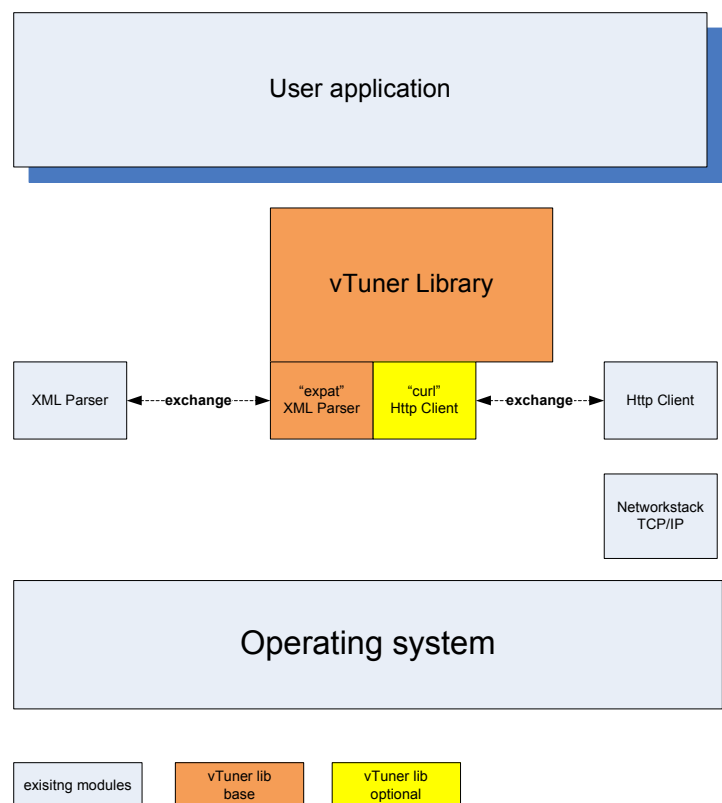 User application
vTuner Library
XML Parser
exchange
“expat”
XML Parser
“curl”
Http Client
exchange
Http Client
Networkstack
TCP/IP
Operating system
exisitng modules
vTuner lib
base
vTuner lib
optional